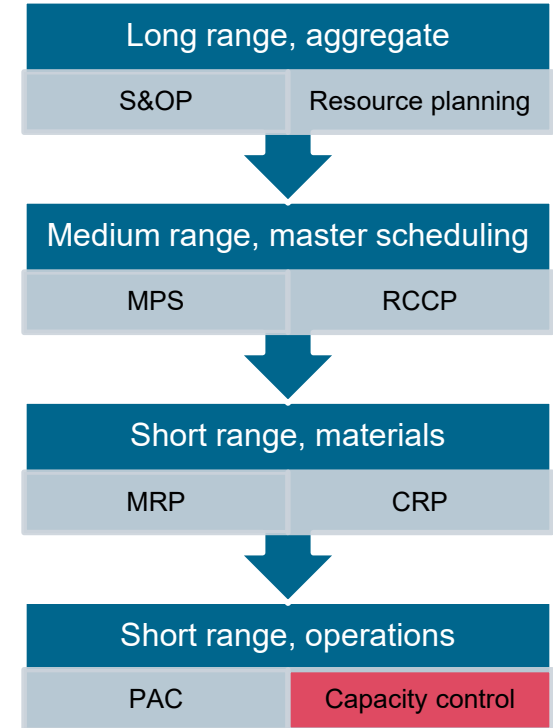 Long range, aggregate
S&OP Resource planning
Medium range, master scheduling
MPS RCCP
Short range, materials
MRP CRP
Short range, operations
PAC Capacity control